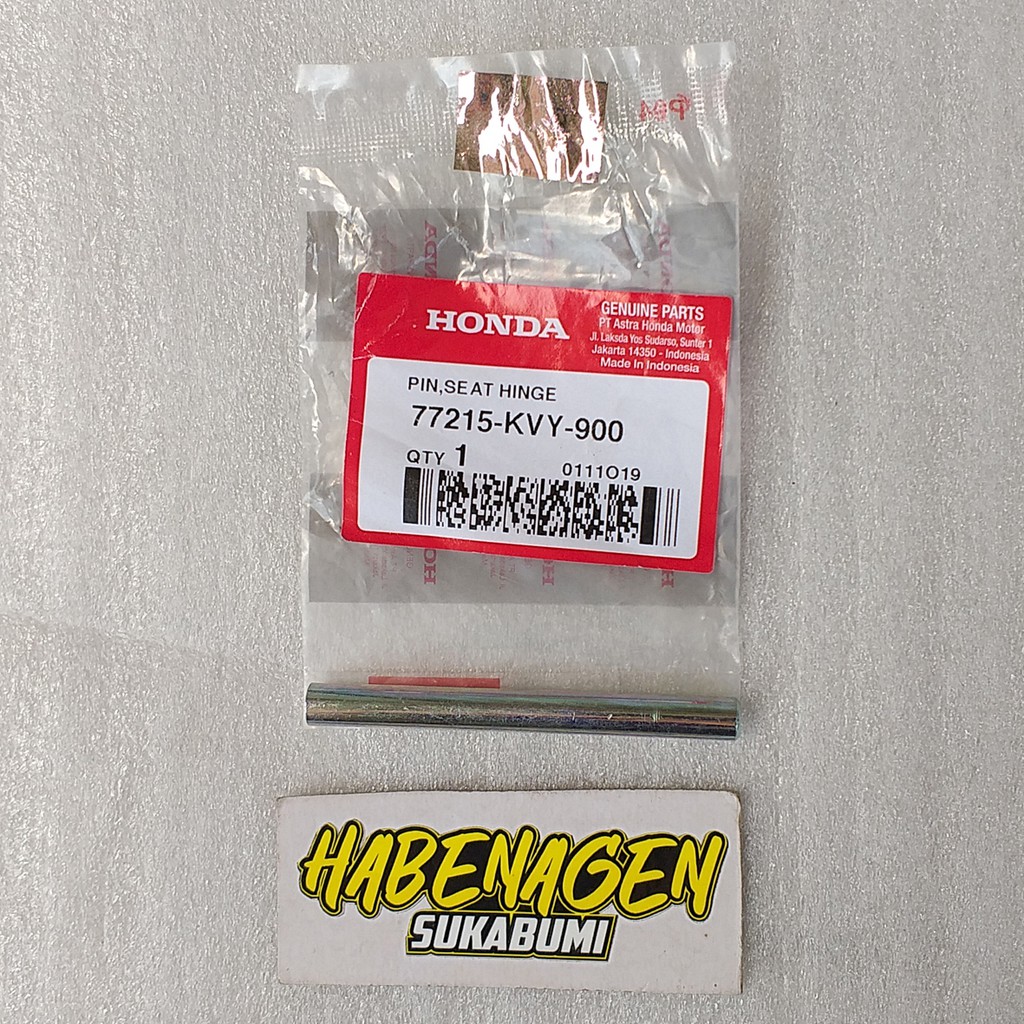 HONDA
GENUINE PARTS
PT Astra Honda Motor
Jl. Laksda Yos Sudarso, Sunter 1
Jakarta 14350 - Indonesia
Made In Indonesia
PIN,SEAT HINGE
77215-KVY-900
QTY 1
0111O19
HABENAGEN
SUKABUMI